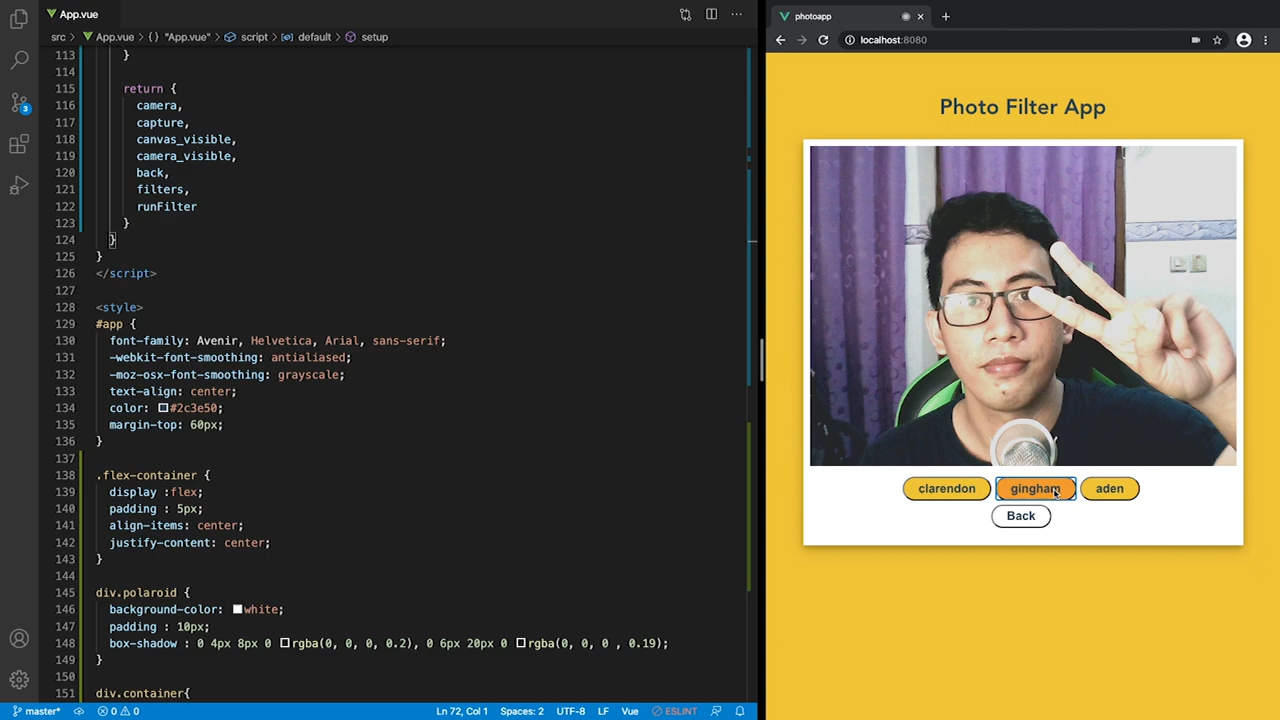 App.vue
src > App.vue > {} "App.vue" > script > default > setup
113 }
114
115 return {
116 camera,
117 capture,
118 canvas_visible,
119 camera_visible,
120 back,
121 filters,
122 runFilter
123 }
124 }
125 }
126 </script>
127
128 <style>
129 #app {
130 font-family: Avenir, Helvetica, Arial, sans-serif;
131 -webkit-font-smoothing: antialiased;
132 -moz-osx-font-smoothing: grayscale;
133 text-align: center;
134 color: #2c3e50;
135 margin-top: 60px;
136 }
137
138 .flex-container {
139 display :flex;
140 padding : 5px;
141 align-items: center;
142 justify-content: center;
143 }
144
145 div.polaroid {
146 background-color: white;
147 padding : 10px;
148 box-shadow : 0 4px 8px 0 rgba(0, 0, 0, 0.2), 0 6px 20px 0 rgba(0, 0, 0 , 0.19);
149 }
150
151 div.container{
3
master* 0 0 Ln 72, Col 1 Spaces: 2 UTF-8 LF Vue ESLINT
photoapp
localhost:8080
Photo Filter App
clarendon gingham aden
Back